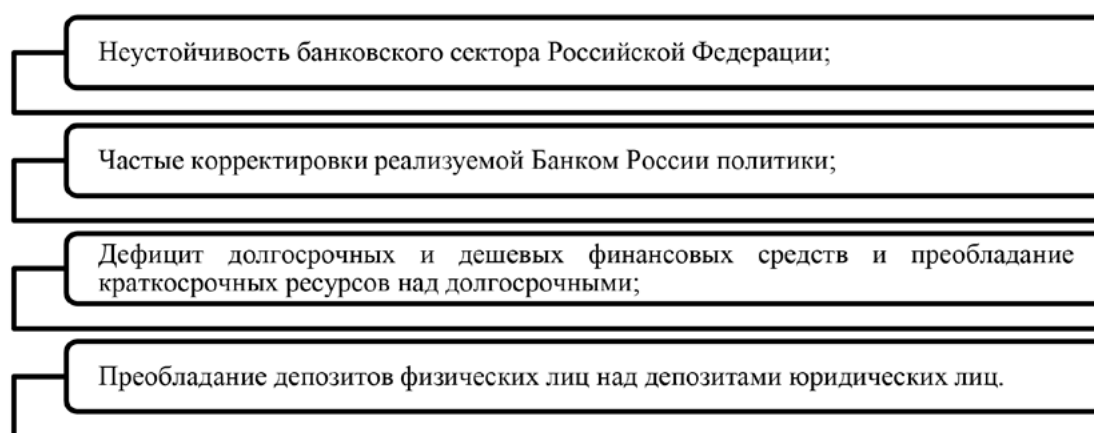 Неустойчивость банковского сектора Российской Федерации;
Частые корректировки реализуемой Банком России политики;
Дефицит долгосрочных и дешевых финансовых средств и преобладание
краткосрочных ресурсов над долгосрочными;
Преобладание депозитов физических лиц над депозитами юридических лиц.